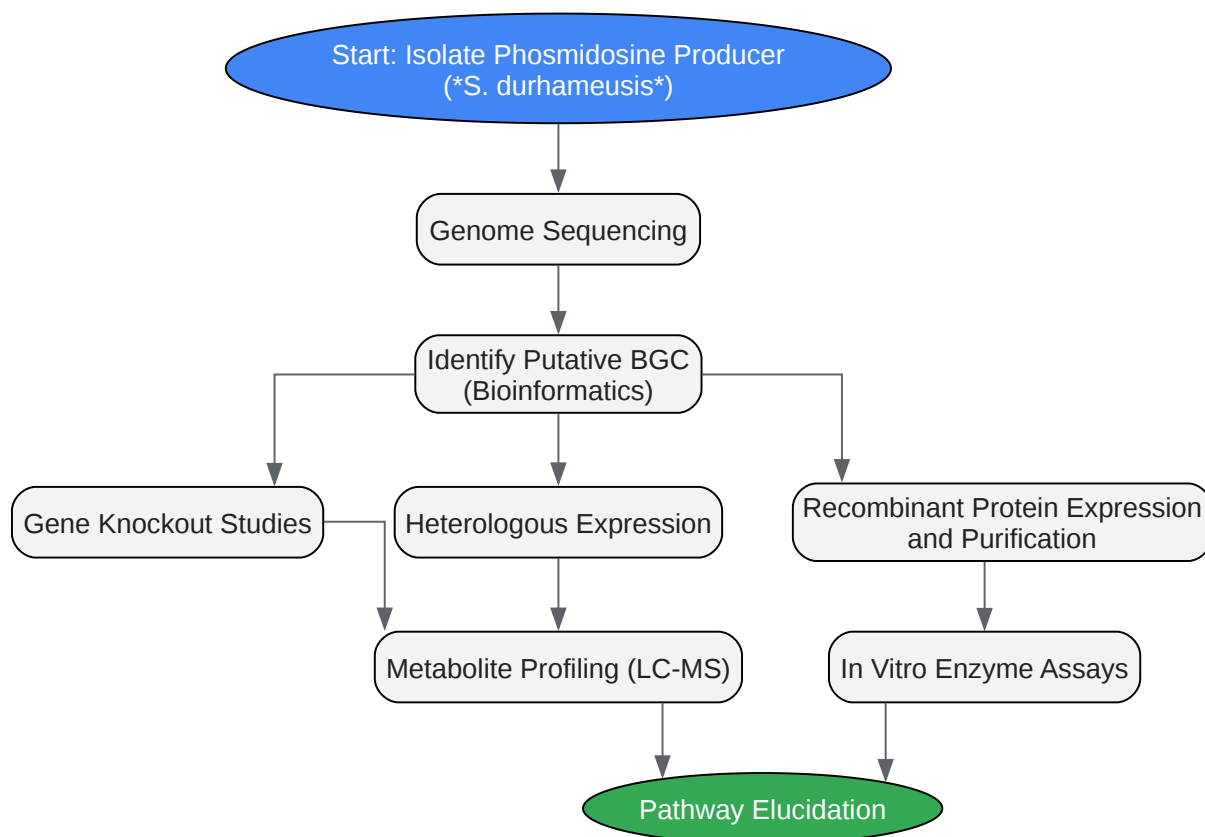 Start: Isolate Phosmidosine Producer
(*S. durhameusis*)
Genome Sequencing
Identify Putative BGC
(Bioinformatics)
Gene Knockout Studies
Heterologous Expression
Recombinant Protein Expression
and Purification
Metabolite Profiling (LC-MS)
In Vitro Enzyme Assays
Pathway Elucidation